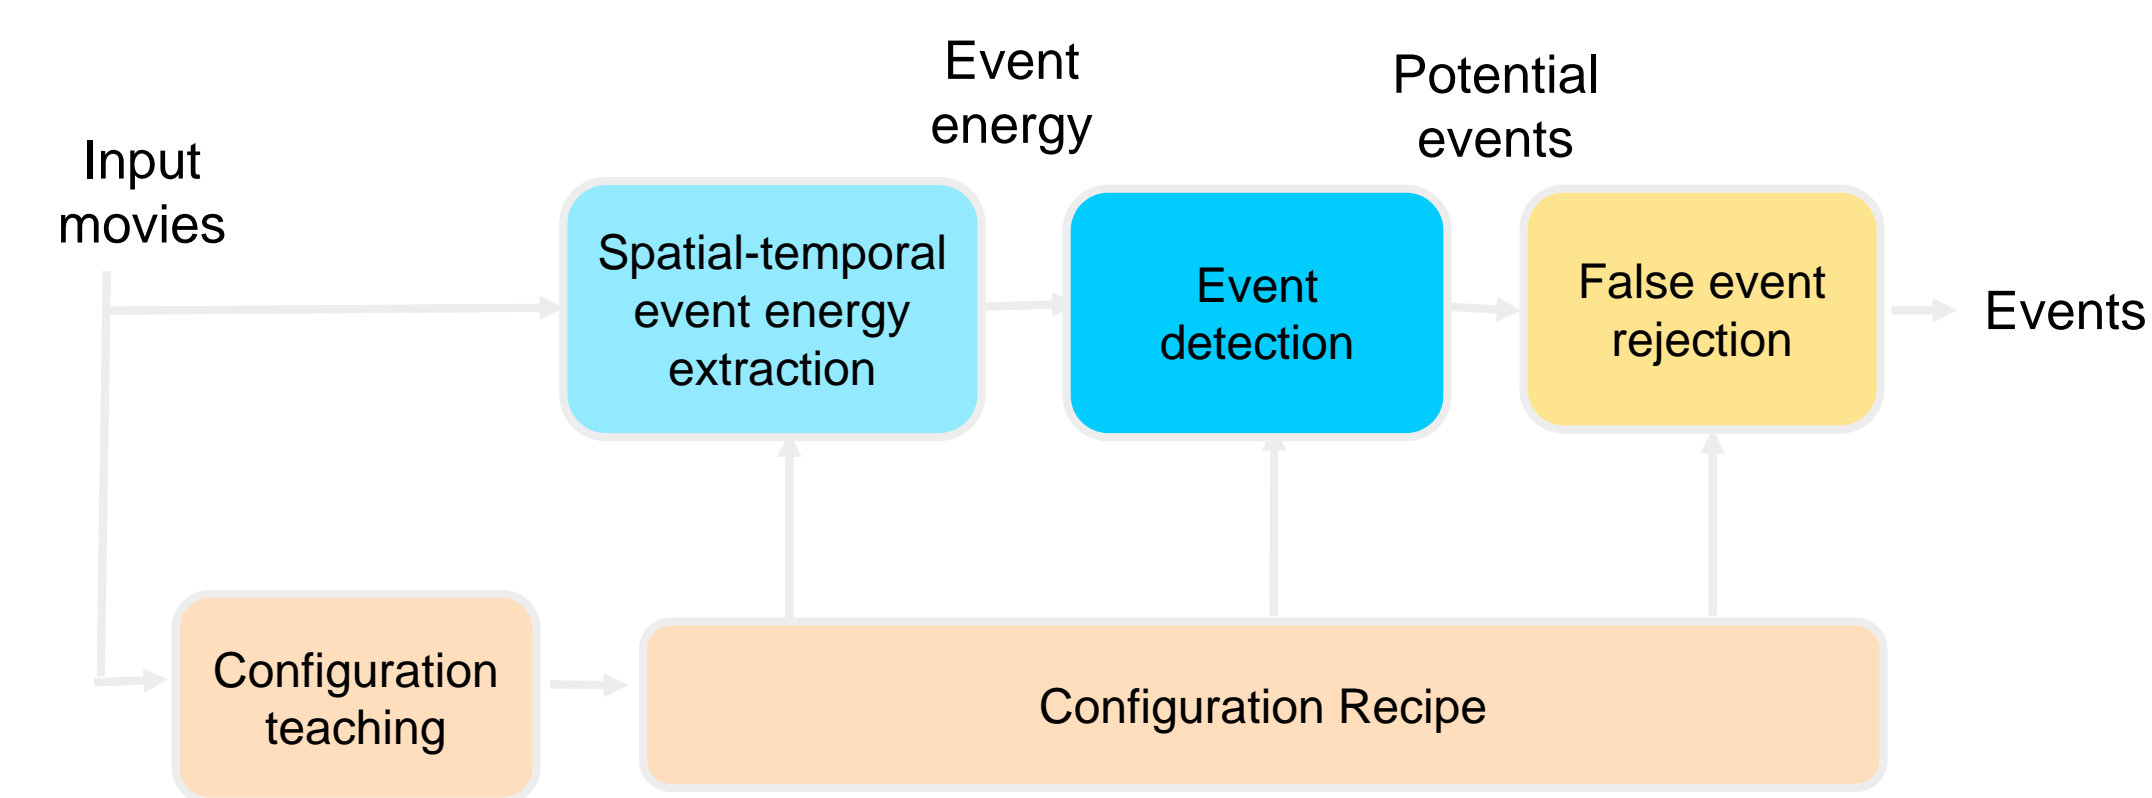 Event
energy
Potential
events
Input
movies
Spatial-temporal
event energy
extraction
Event
detection
False event
rejection
Events
Configuration
teaching
Configuration Recipe